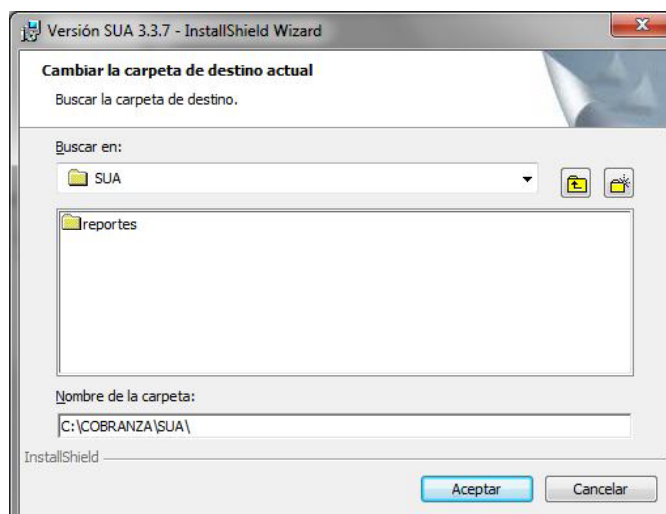 Versión SUA 3.3.7 - InstallShield Wizard
Cambiar la carpeta de destino actual
Buscar la carpeta de destino.
Buscar en:
SUA
reportes
Nombre de la carpeta:
C:\COBRANZA\SUA\
InstallShield
Aceptar
Cancelar